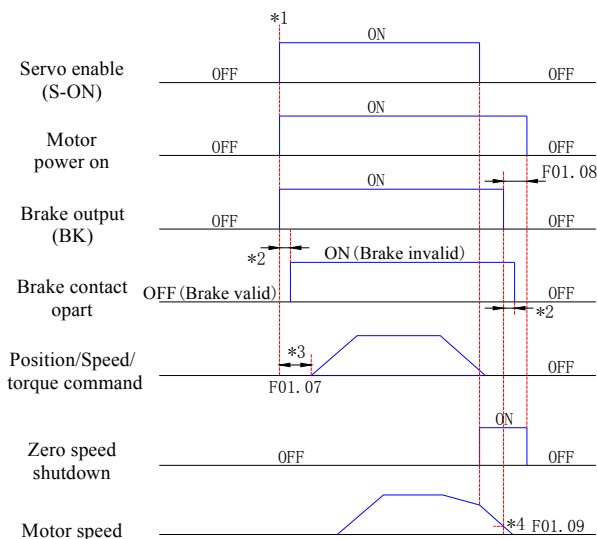 *1
ON
Servo enable
(S-ON)
OFF
OFF
ON
Motor
power on
OFF
OFF
F01.08
ON
Brake output
(BK)
OFF
OFF
*2
ON (Brake invalid)
Brake contact
opart
OFF (Brake valid)
OFF
*2
*3
Position/Speed/
torque command
F01.07
OFF
ON
Zero speed
shutdown
OFF
OFF
Motor speed
*4 F01.09